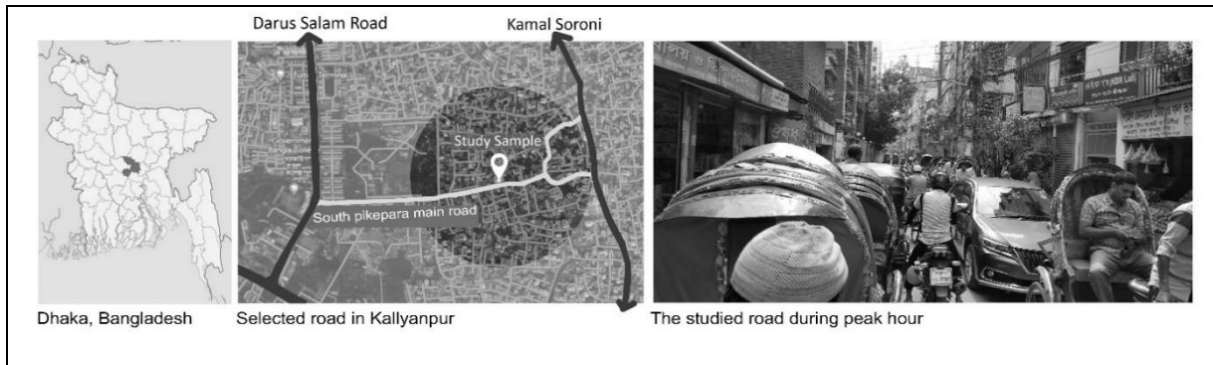 Darus Salam Road
Kamal Soroni
Study Sample
South pikepara main road
Dhaka, Bangladesh
Selected road in Kallyanpur
The studied road during peak hour